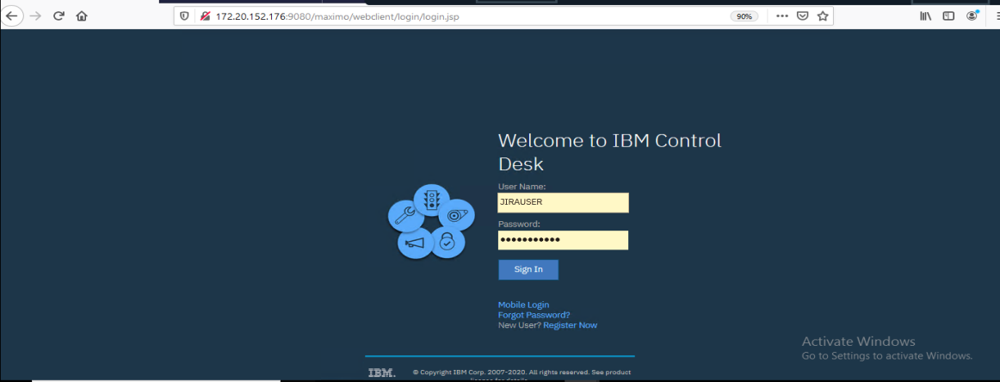 172.20.152.176:9080/maximo/webclient/login/login.jsp
90%
Welcome to IBM Control
Desk
User Name:
JIRAUSER
Password:
Sign In
Mobile Login
Forgot Password?
New User? Register Now
Activate Windows
Go to Settings to activate Windows.
IBM. © Copyright IBM Corp. 2007-2020. All rights reserved. See product